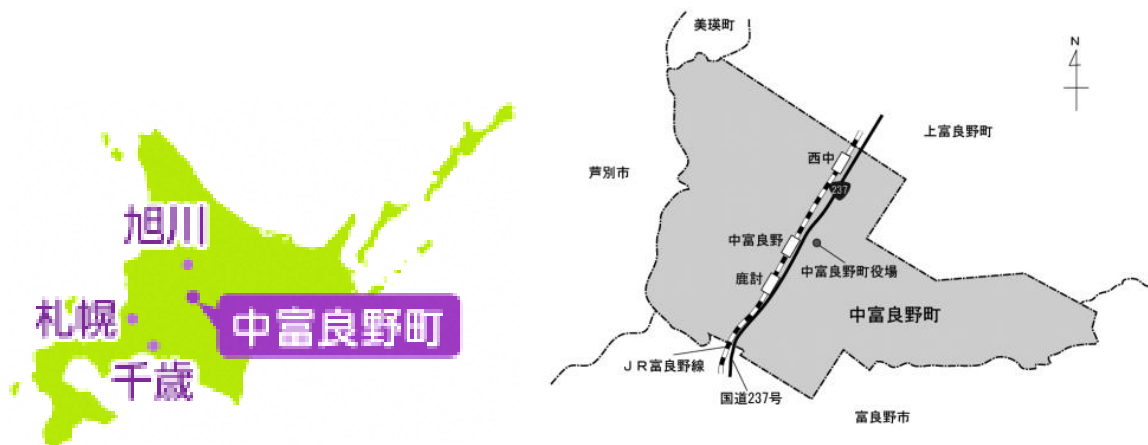 旭川
札幌
中富良野町
千歳
美瑛町
N
上富良野町
芦別市
西中
237
中富良野
中富良野町役場
鹿討
中富良野町
JR富良野線
国道237号
富良野市